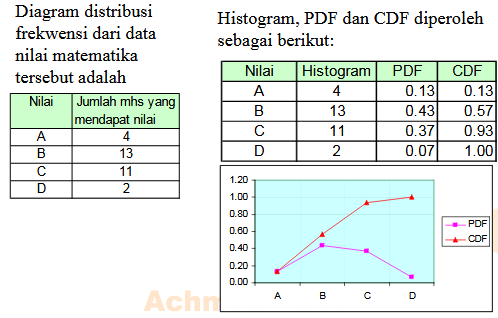 Diagram distribusi
frekwensi dari data
nilai matematika
tersebut adalah
Nilai Jumlah mhs yang
mendapat nilai
A 4
B 13
C 11
D 2
Histogram, PDF dan CDF diperoleh
sebagai berikut:
Nilai Histogram PDF CDF
A 4 0.13 0.13
B 13 0.43 0.57
C 11 0.37 0.93
D 2 0.07 1.00
1.20
1.00
0.80
0.60
0.40
0.20
0.00
A B C D
PDF
CDF
Achm